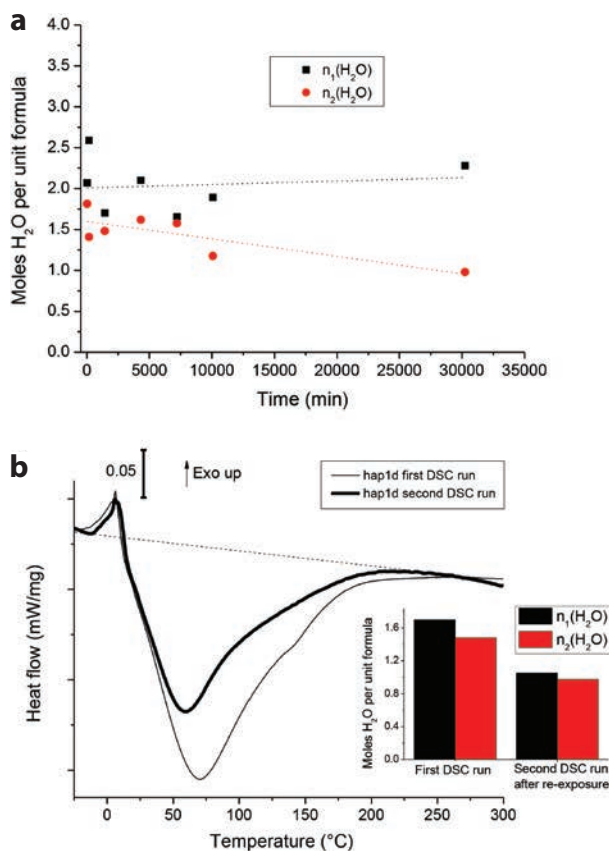 a
4.0
3.5
3.0
2.5
2.0
1.5
1.0
0.5
0.0
Moles H₂O per unit formula
n₁(H₂O)
n₂(H₂O)
0
5000
10000
15000
20000
25000
30000
35000
Time (min)
b
0.05
Exo up
hap1d first DSC run
hap1d second DSC run
Heat flow (mW/mg)
n₁(H₂O)
n₂(H₂O)
Moles H₂O per unit formula
1.6
1.2
0.8
0.4
0.0
First DSC run
Second DSC run
after re-exposure
0
50
100
150
200
250
300
Temperature (°C)